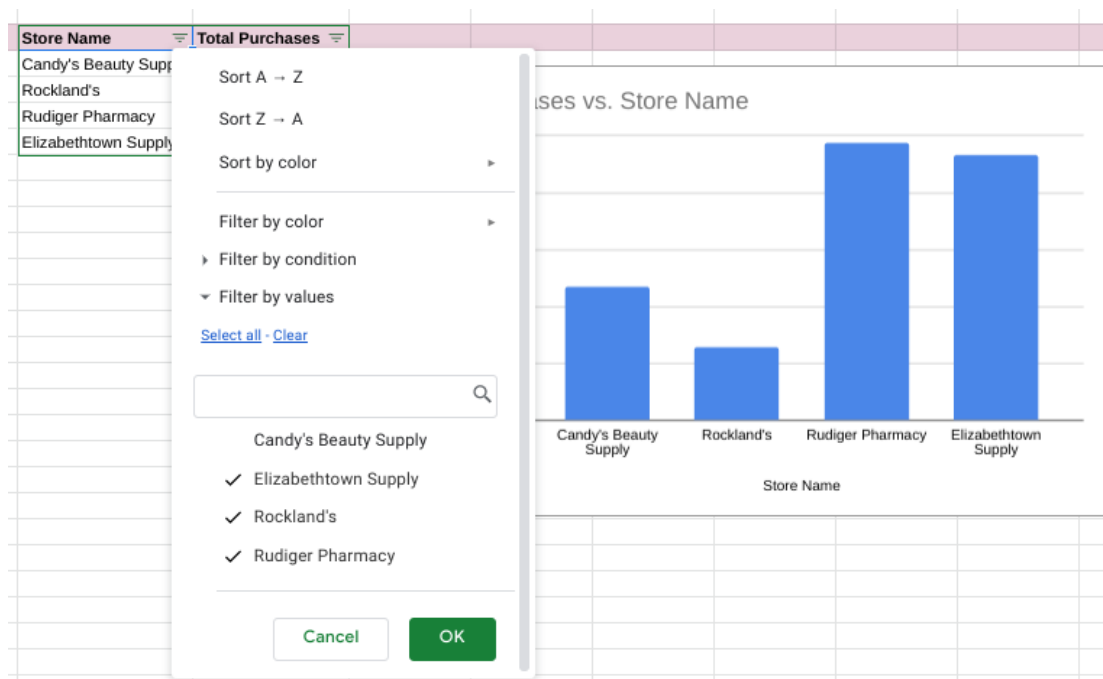 Store Name
Total Purchases
Candy's Beauty Supp
Rockland's
Rudiger Pharmacy
Elizabethtown Supply
Sort A → Z
Sort Z → A
Sort by color
Filter by color
Filter by condition
Filter by values
Select all - Clear
Candy's Beauty Supply
Elizabethtown Supply
Rockland's
Rudiger Pharmacy
Cancel
OK
ases vs. Store Name
Candy's Beauty
Supply
Rockland's
Rudiger Pharmacy
Elizabethtown
Supply
Store Name